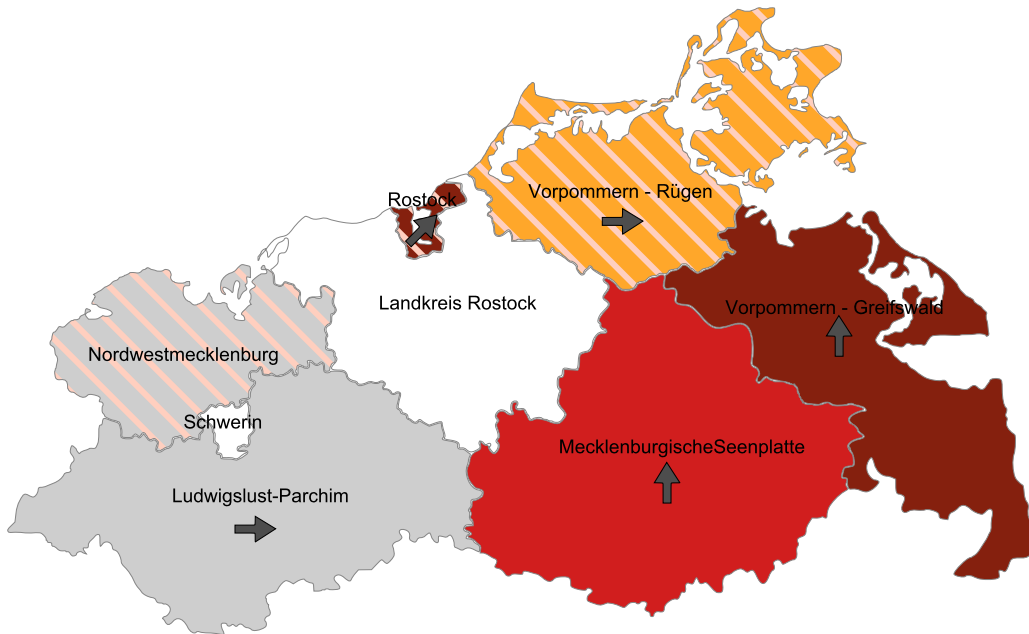 Vorpommern - Rügen
Rostock
Landkreis Rostock
Vorpommern - Greifswald
Nordwestmecklenburg
Schwerin
MecklenburgischeSeenplatte
Ludwigslust-Parchim